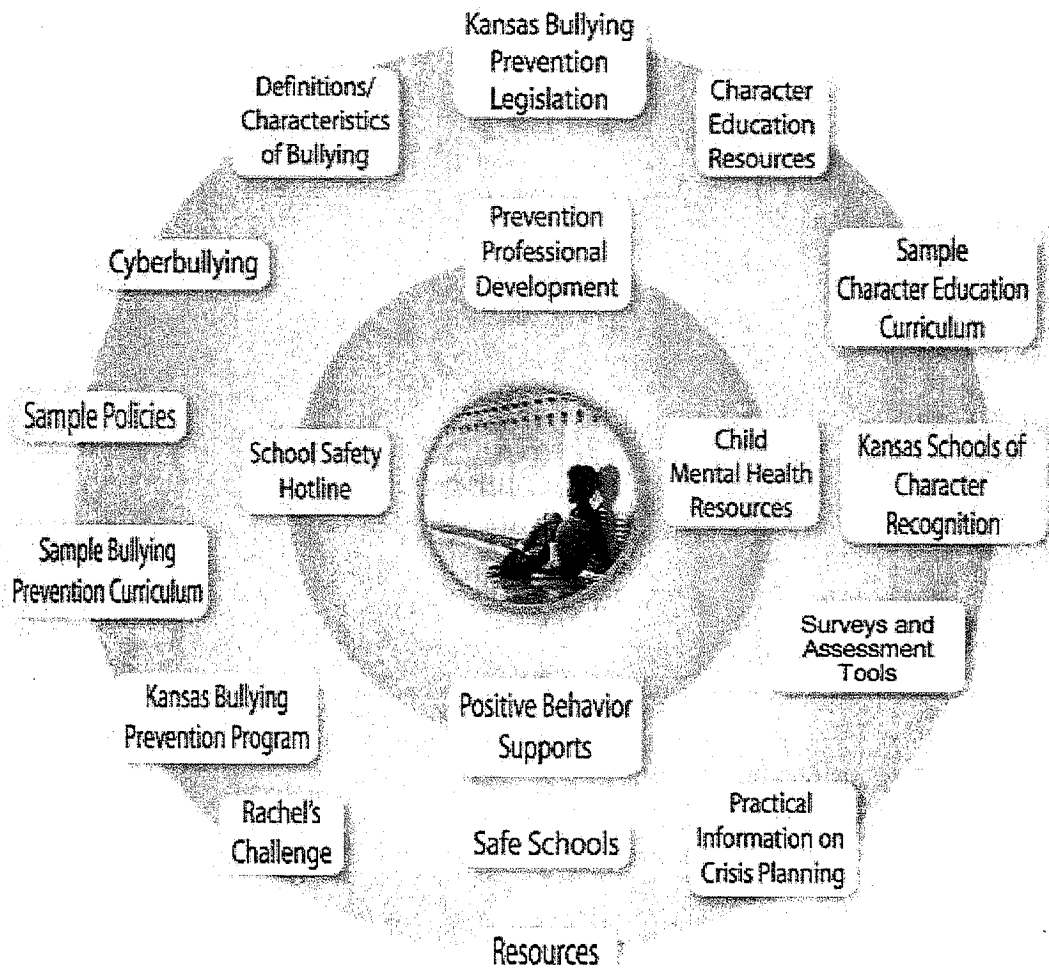 Kansas Bullying
Prevention
Legislation
Definitions/
Characteristics
of Bullying
Character
Education
Resources
Prevention
Professional
Development
Cyberbullying
Sample
Character Education
Curriculum
Sample Policies
School Safety
Hotline
Child
Mental Health
Resources
Kansas Schools of
Character
Recognition
Sample Bullying
Prevention Curriculum
Surveys and
Assessment
Tools
Kansas Bullying
Prevention Program
Positive Behavior
Supports
Rachel's
Challenge
Safe Schools
Practical
Information on
Crisis Planning
Resources